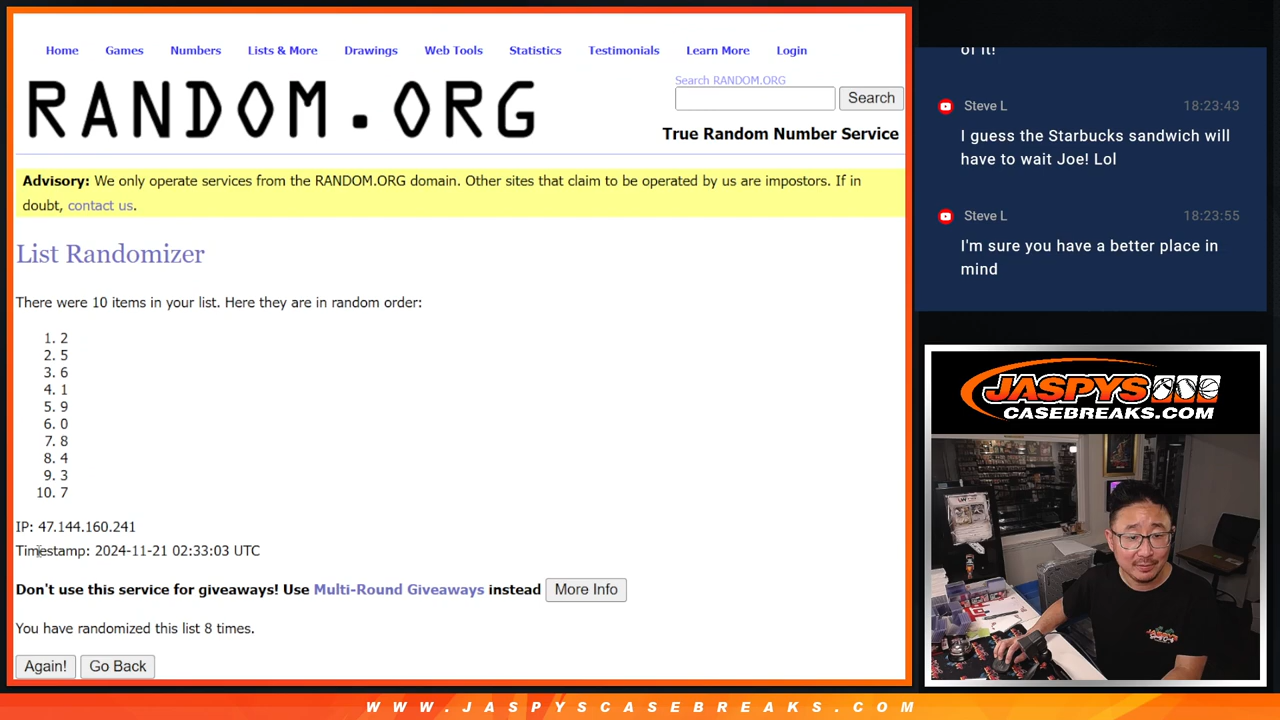 Home Games Numbers Lists & More Drawings Web Tools Statistics Testimonials Learn More Login
RANDOM.ORG
Search RANDOM.ORG
Search
True Random Number Service
Advisory: We only operate services from the RANDOM.ORG domain. Other sites that claim to be operated by us are impostors. If in
doubt, contact us.
List Randomizer
There were 10 items in your list. Here they are in random order:
1. 2
2. 5
3. 6
4. 1
5. 9
6. 0
7. 8
8. 4
9. 3
10. 7
IP: 47.144.160.241
Timestamp: 2024-11-21 02:33:03 UTC
Don't use this service for giveaways! Use Multi-Round Giveaways instead More Info
You have randomized this list 8 times.
Again! Go Back
of it!
Steve L 18:23:43
I guess the Starbucks sandwich will
have to wait Joe! Lol
Steve L 18:23:55
I'm sure you have a better place in
mind
JASPYS
CASEBREAKS.COM
JASPYS
WWW.JASPYSCASEBREAKS.COM